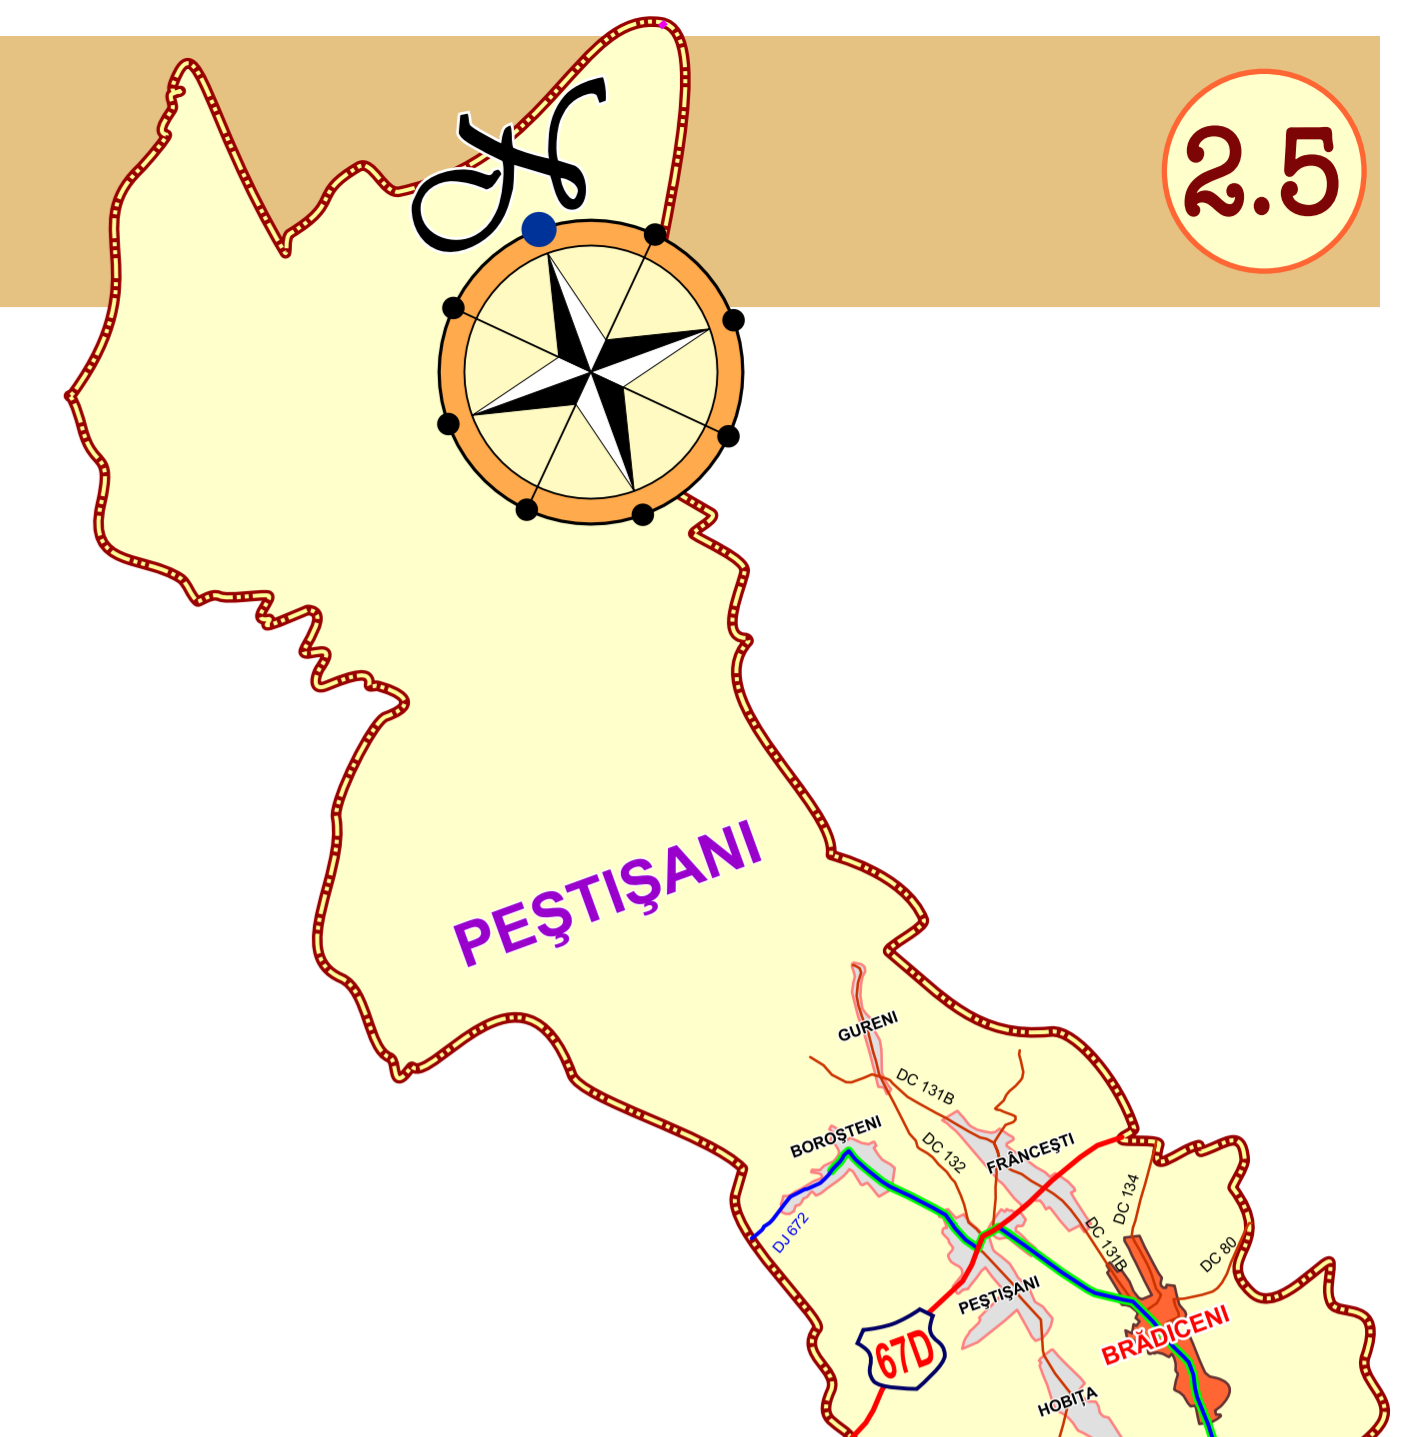 N
2.5
PEŞTIŞANI
GURENI
DC 131B
BOROŞTENI
DC 132
FRÂNCEŞTI
DC 134
DJ 672
DC 131B
DC 80
PEŞTIŞANI
BRĂDICENI
67D
HOBIŢA